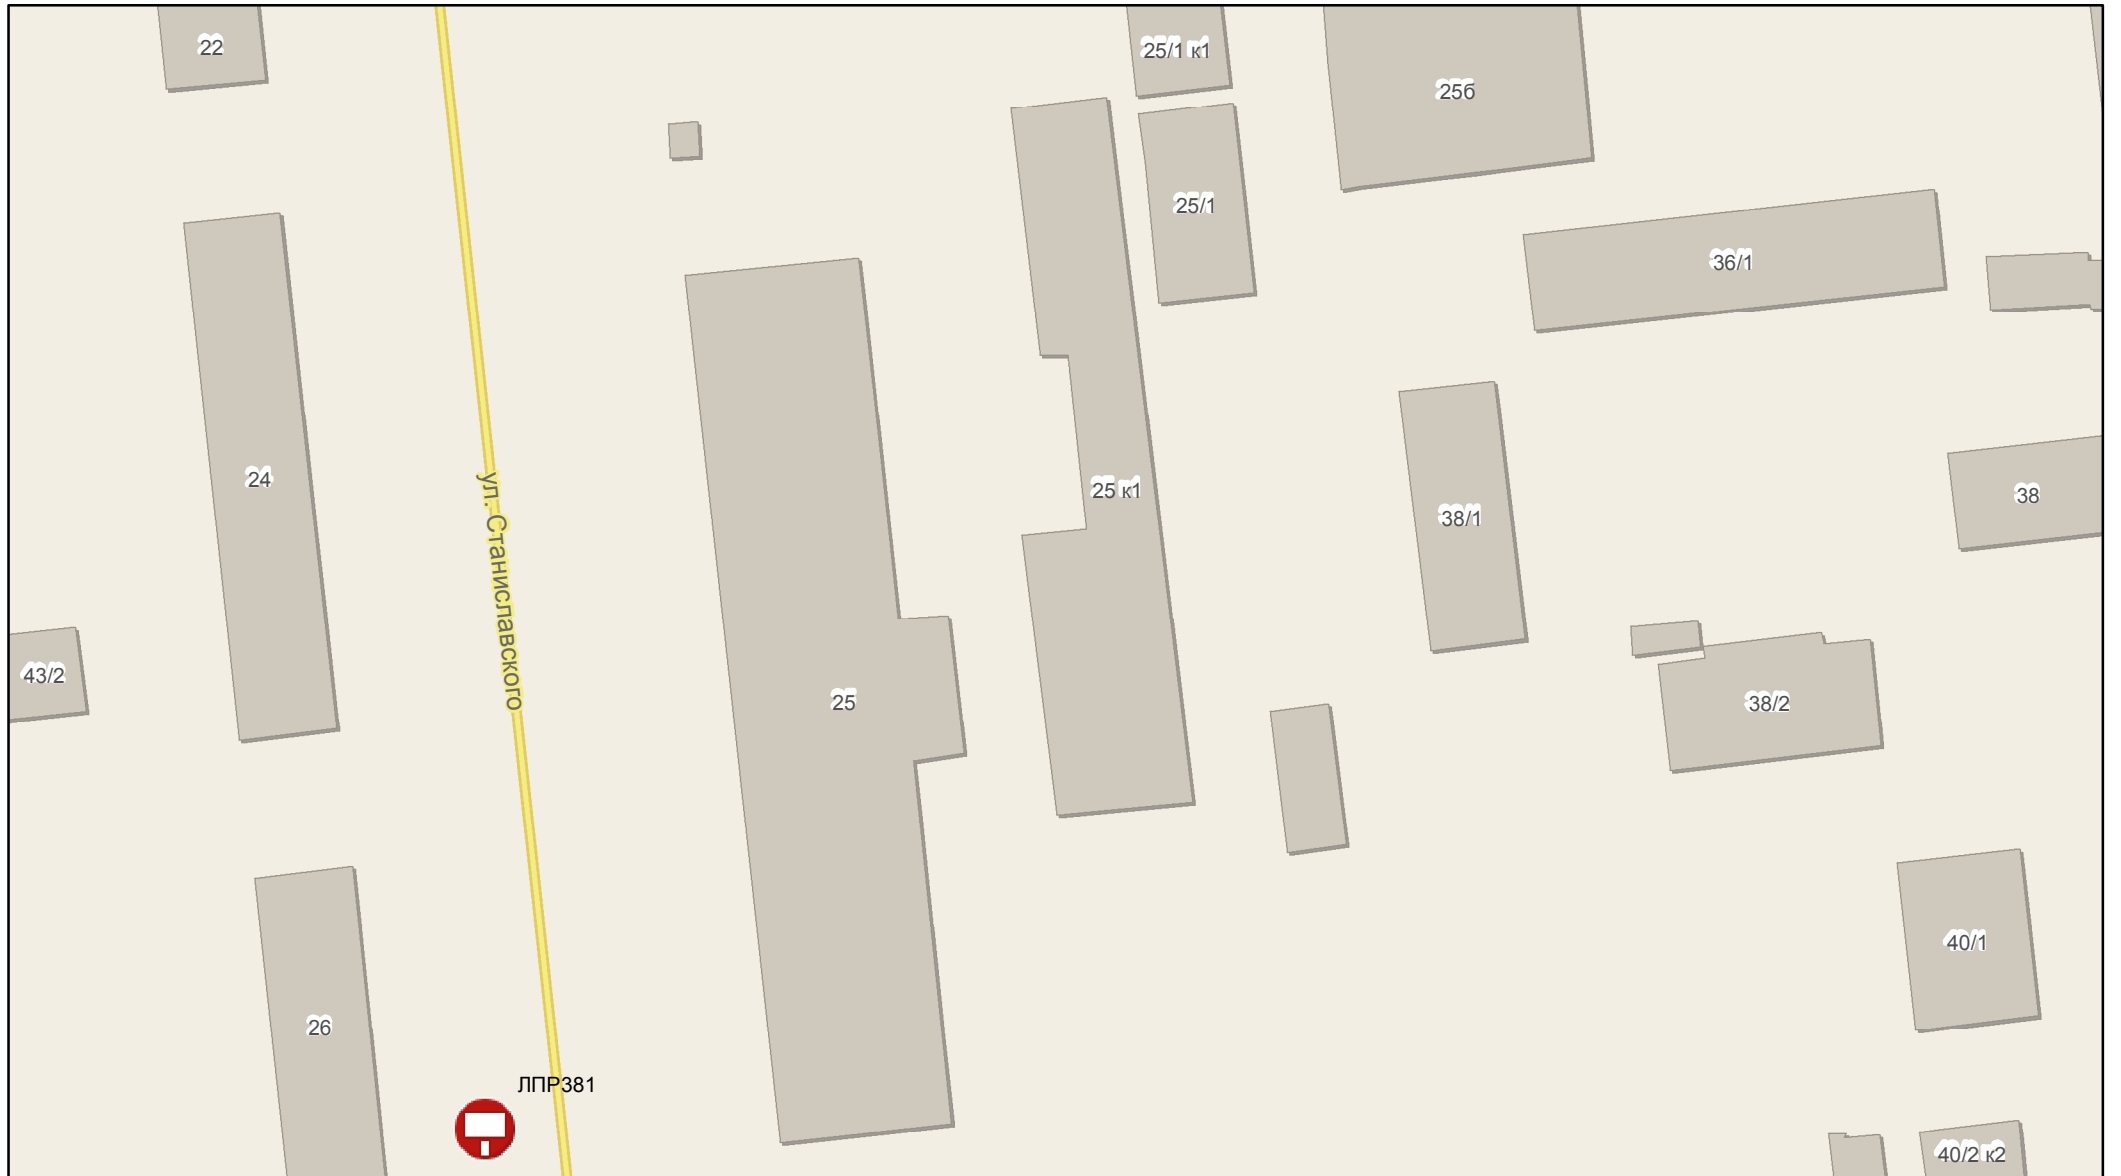 22
25/1 к1
25б
25/1
36/1
24
25 к1
38
38/1
ул. Станиславского
43/2
25
38/2
40/1
26
ЛПР381
40/2 к2